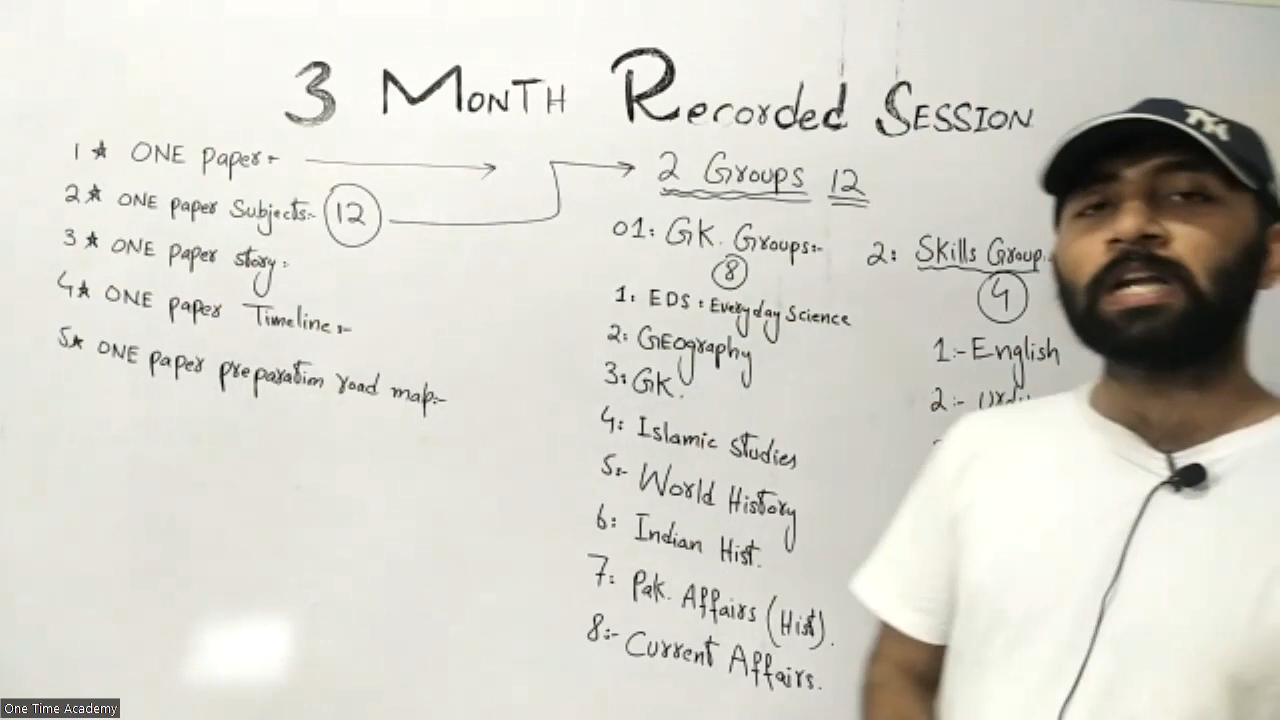 3 MONTH Recorded SESSION
1 ★ ONE paper:-
2 ★ ONE paper Subjects:- 12
3 ★ ONE paper story:-
4 ★ ONE paper Timeline:-
5 ★ ONE paper preparation road map:-
2 Groups 12
01: GK. Groups:-
8
1: EDS: Everyday Science
2: GEography
3: GK.
4: Islamic Studies
5:- World History
6: Indian Hist.
7: Pak. Affairs (Hist).
8:- Current Affairs.
2: Skills Group
4
1:- English
2:-
One Time Academy